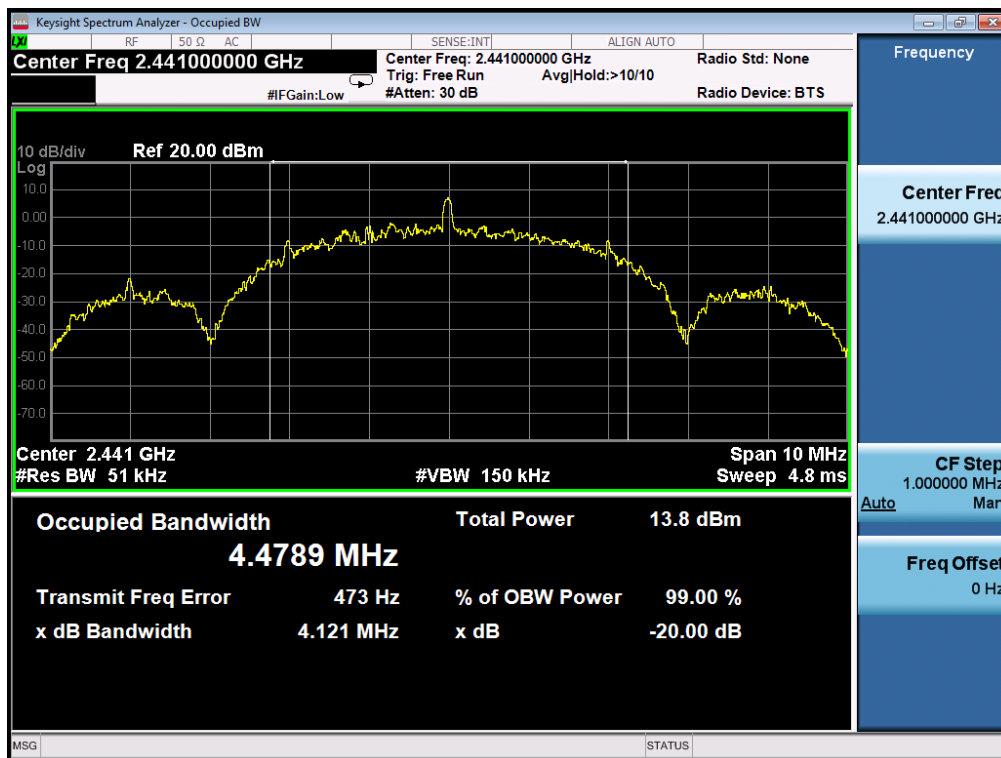 Keysight Spectrum Analyzer - Occupied BW
LXI
RF 50 Ω AC SENSE:INT ALIGN AUTO
Center Freq 2.441000000 GHz
Center Freq: 2.441000000 GHz Radio Std: None
Trig: Free Run Avg|Hold:>10/10
#IFGain:Low #Atten: 30 dB Radio Device: BTS
10 dB/div Ref 20.00 dBm
Log
10.0
0.00
-10.0
-20.0
-30.0
-40.0
-50.0
-60.0
-70.0
Center 2.441 GHz Span 10 MHz
#Res BW 51 kHz #VBW 150 kHz Sweep 4.8 ms
Occupied Bandwidth Total Power 13.8 dBm
4.4789 MHz
Transmit Freq Error 473 Hz % of OBW Power 99.00 %
x dB Bandwidth 4.121 MHz x dB -20.00 dB
MSG STATUS
Frequency
Center Freq
2.441000000 GHz
CF Step
1.000000 MHz
Auto Man
Freq Offset
0 Hz